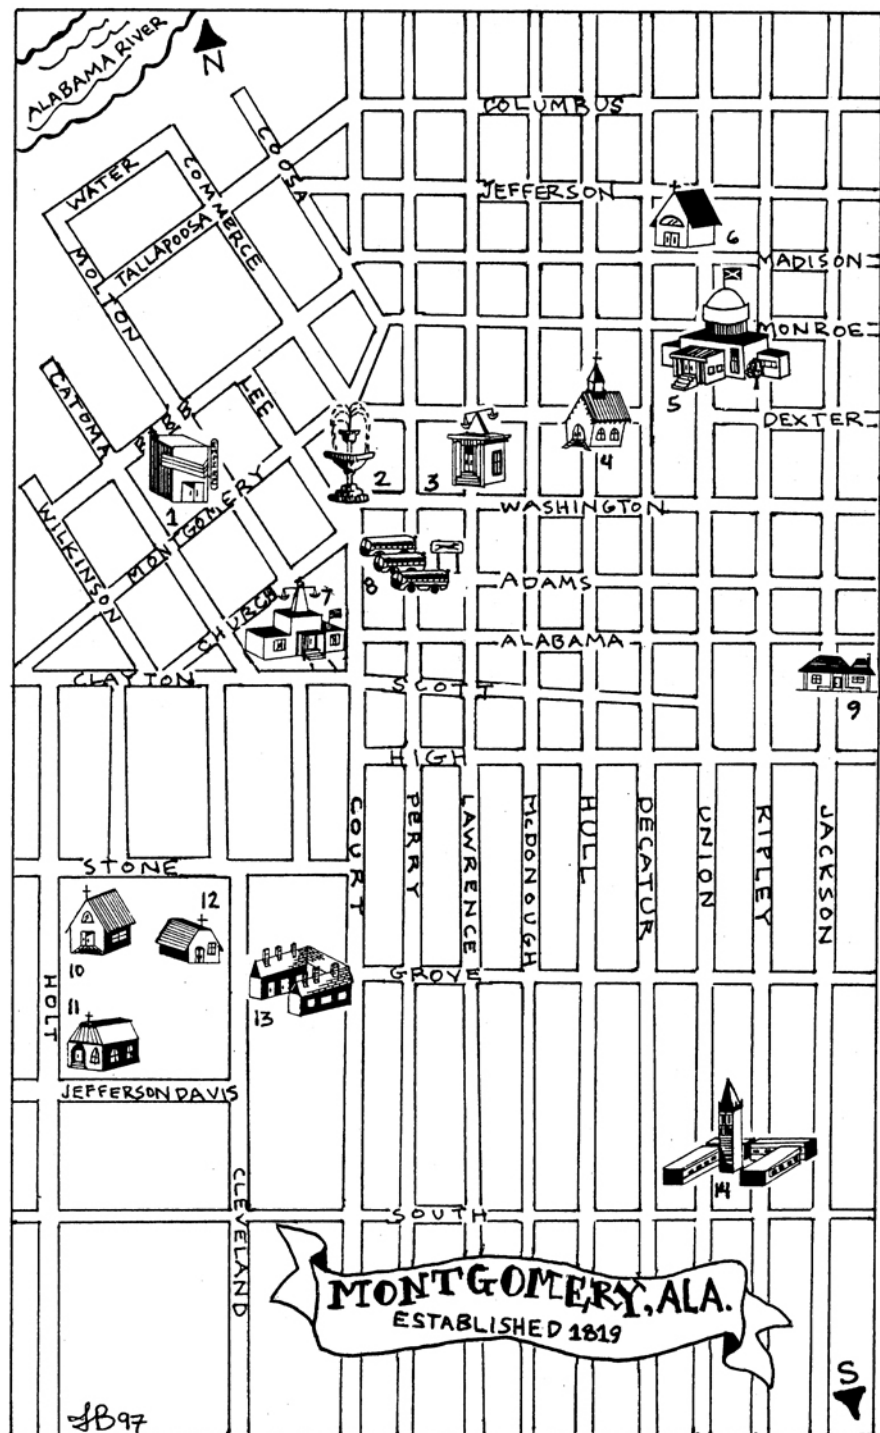 ALABAMA RIVER
N
COLUMBUS
COOSA
WATER
COMMERCE
JEFFERSON
TALLAPOOSA
6
MOLTON
MADISON
MONROE
LEE
CATOMA
BIBB
5
DEXTER
4
3
2
1
MONTGOMERY
WASHINGTON
WILKINSON
8
ADAMS
CHURCH
7
ALABAMA
CLAYTON
SCOTT
9
HIGH
COURT
PERRY
LAWRENCE
McDONOUGH
HULL
DECATUR
UNION
RIPLEY
JACKSON
STONE
12
10
GROVE
HOLT
11
13
JEFFERSON DAVIS
14
CLEVELAND
SOUTH
MONTGOMERY, ALA.
ESTABLISHED 1819
S
JB 97